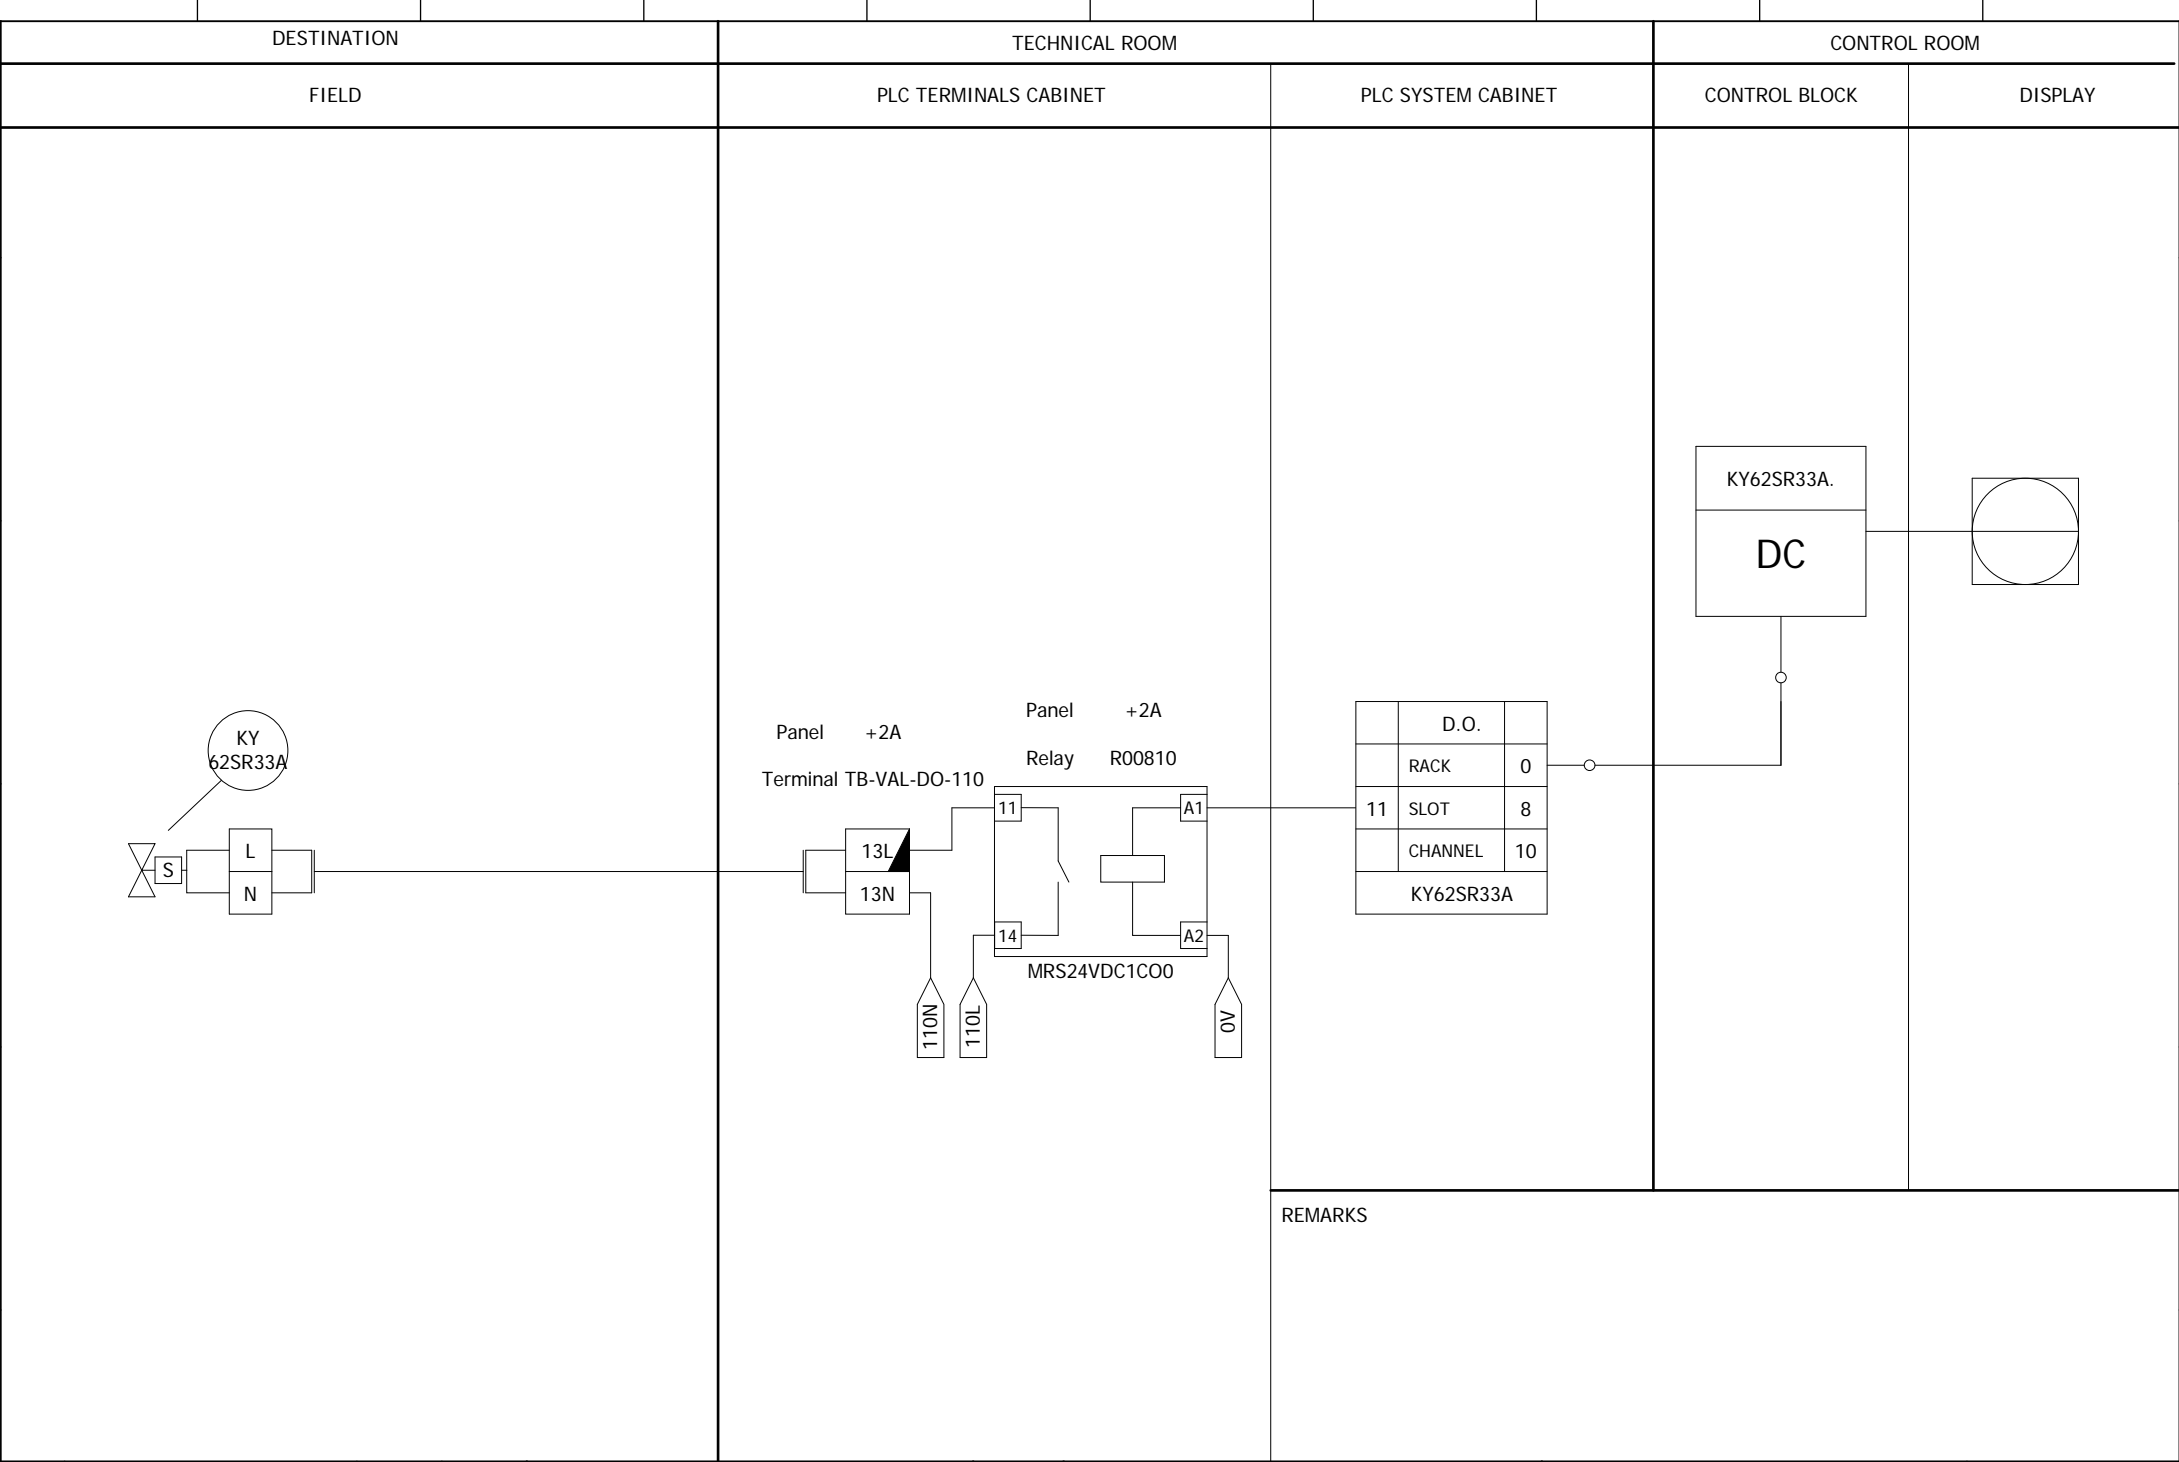 DESTINATION
TECHNICAL ROOM
CONTROL ROOM
FIELD
PLC TERMINALS CABINET
PLC SYSTEM CABINET
CONTROL BLOCK
DISPLAY
KY
62SR33A
S
L
N
Panel +2A
Terminal TB-VAL-DO-110
13L
13N
110N
110L
Panel +2A
Relay R00810
11
14
A1
A2
MRS24VDC1CO0
0V
D.O.
RACK 0
11 SLOT 8
CHANNEL 10
KY62SR33A
KY62SR33A.
DC
REMARKS